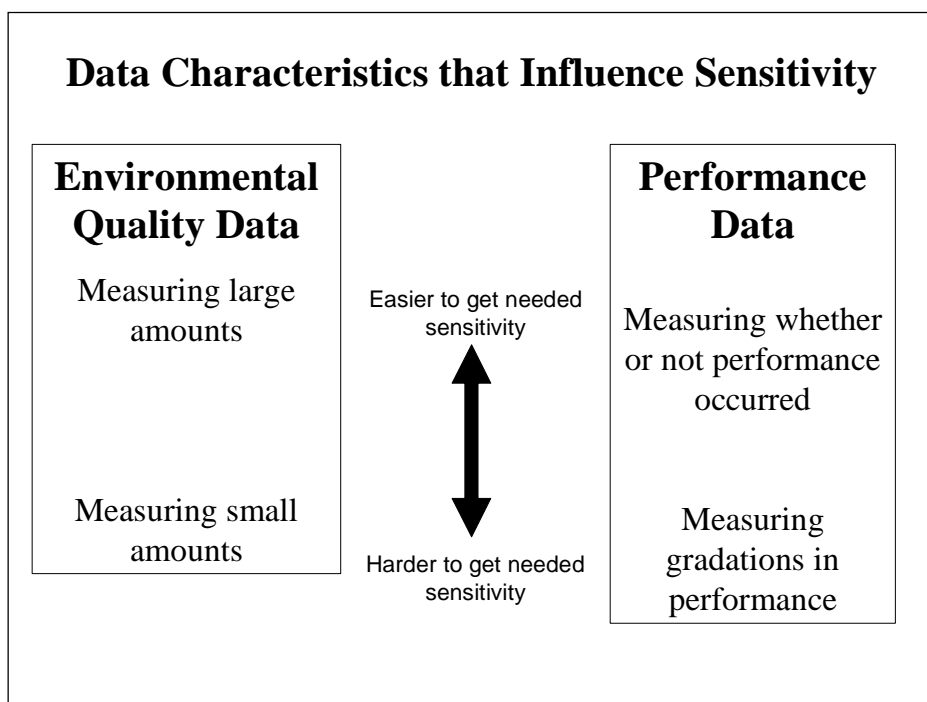 Data Characteristics that Influence Sensitivity
Environmental
Quality Data
Measuring large
amounts
Measuring small
amounts
Easier to get needed
sensitivity
Harder to get needed
sensitivity
Performance
Data
Measuring whether
or not performance
occurred
Measuring
gradations in
performance